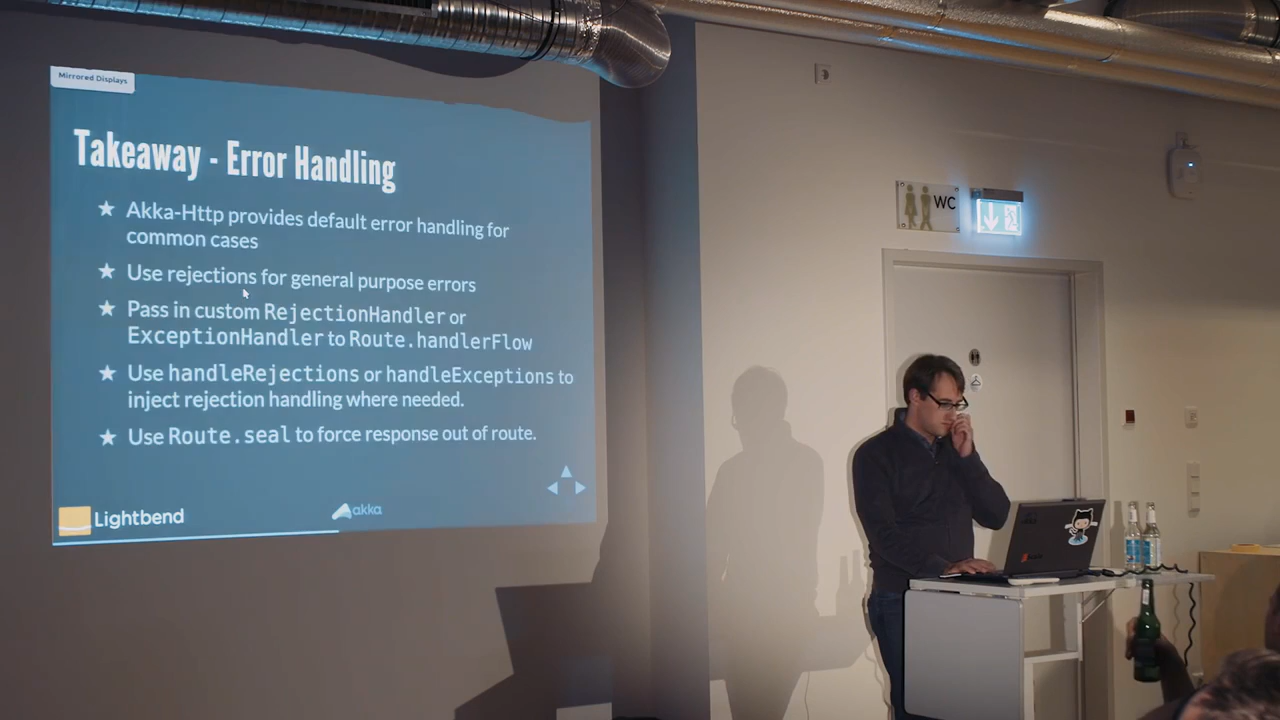 Mirrored Displays
Takeaway - Error Handling
Akka-Http provides default error handling for
common cases
Use rejections for general purpose errors
Pass in custom RejectionHandler or
ExceptionHandler to Route.handlerFlow
Use handleRejections or handleExceptions to
inject rejection handling where needed.
Use Route.seal to force response out of route.
Lightbend
akka
WC